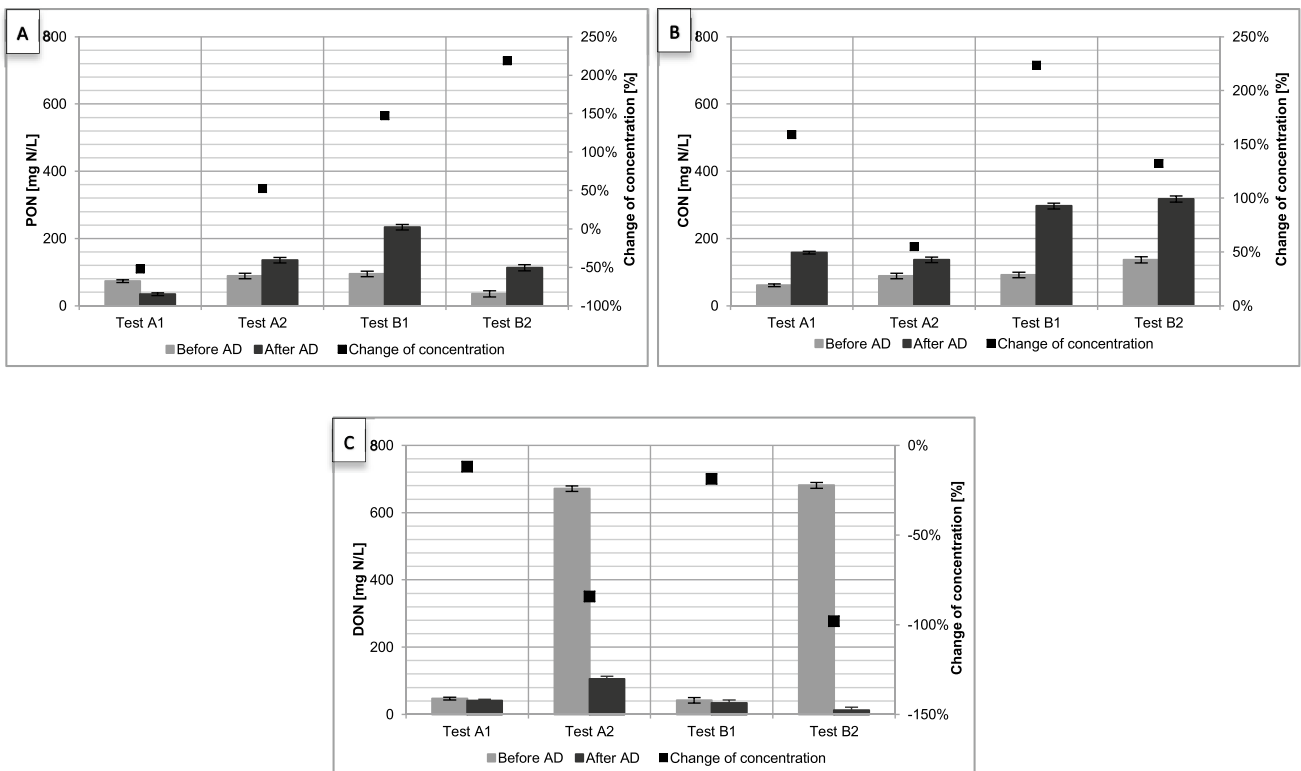 A
800
600
400
200
0
PON [mg N/L]
250%
200%
150%
100%
50%
0%
-50%
-100%
Change of concentration [%]
Test A1 Test A2 Test B1 Test B2
Before AD After AD Change of concentration
B
800
600
400
200
0
CON [mg N/L]
250%
200%
150%
100%
50%
0%
Change of concentration [%]
Test A1 Test A2 Test B1 Test B2
Before AD After AD Change of concentration
C
800
600
400
200
0
DON [mg N/L]
0%
-50%
-100%
-150%
Change of concentration [%]
Test A1 Test A2 Test B1 Test B2
Before AD After AD Change of concentration